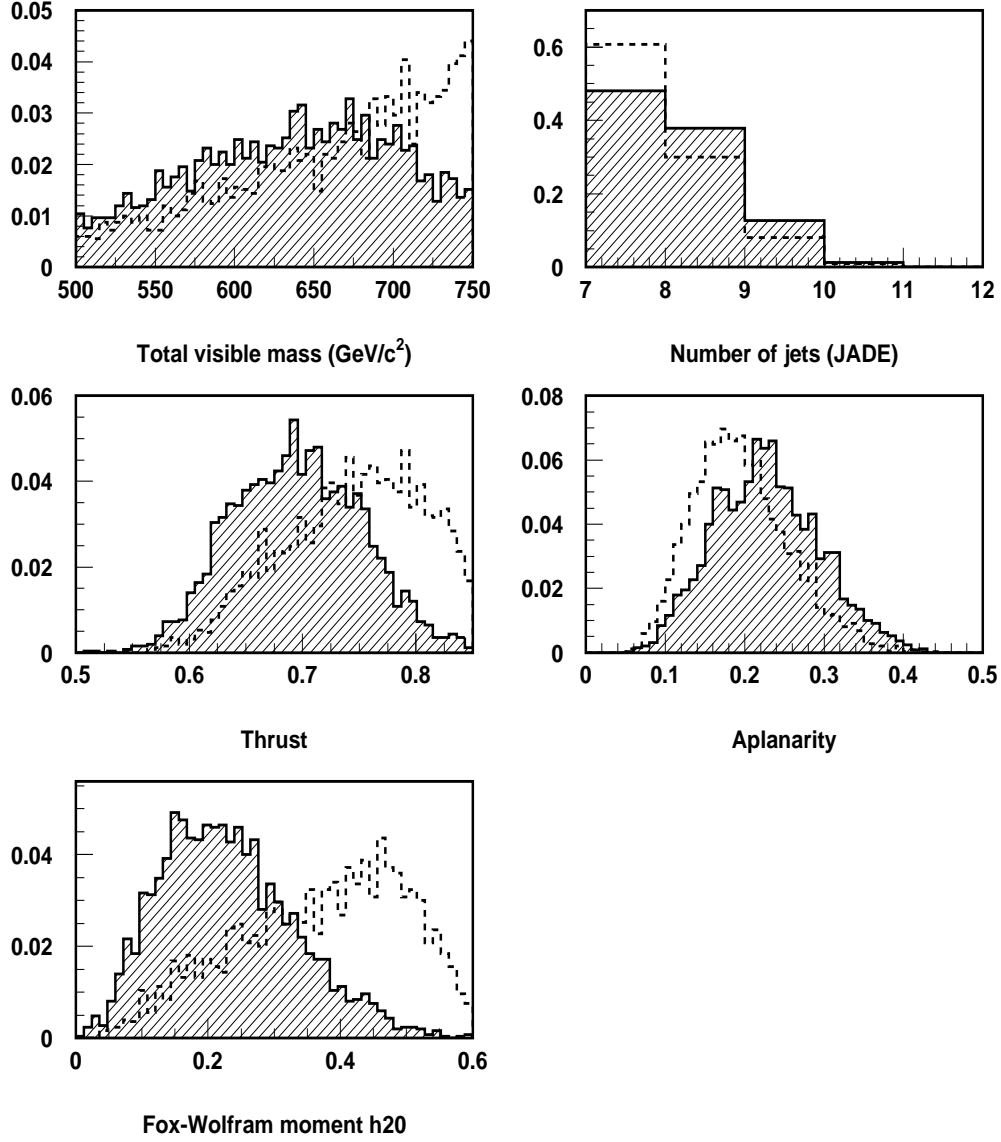 0.05
0.04
0.03
0.02
0.01
0
500 550 600 650 700 750
Total visible mass (GeV/c²)
0.6
0.4
0.2
0
7 8 9 10 11 12
Number of jets (JADE)
0.06
0.04
0.02
0
0.5 0.6 0.7 0.8
Thrust
0.08
0.06
0.04
0.02
0
0 0.1 0.2 0.3 0.4 0.5
Aplanarity
0.04
0.02
0
0 0.2 0.4 0.6
Fox-Wolfram moment h20